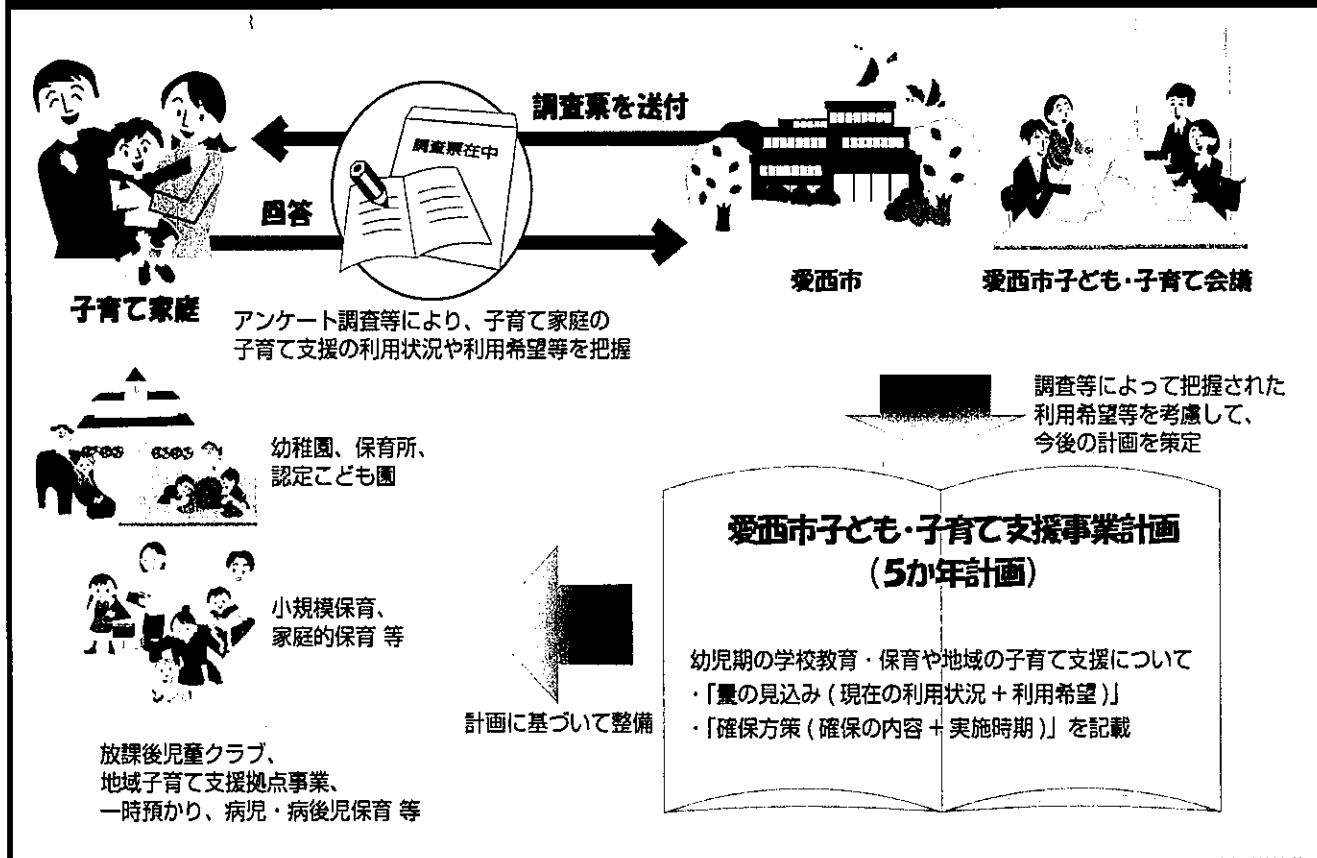 調査票を送付
調査票在中
回答
子育て家庭
愛西市
愛西市子ども・子育て会議
アンケート調査等により、子育て家庭の
子育て支援の利用状況や利用希望等を把握
調査等によって把握された
利用希望等を考慮して、
今後の計画を策定
愛西市子ども・子育て支援事業計画
(5か年計画)
幼児期の学校教育・保育や地域の子育て支援について
・「量の見込み(現在の利用状況+利用希望)」
・「確保方策(確保の内容+実施時期)」を記載
計画に基づいて整備
幼稚園、保育所、
認定こども園
小規模保育、
家庭的保育 等
放課後児童クラブ、
地域子育て支援拠点事業、
一時預かり、病児・病後児保育 等